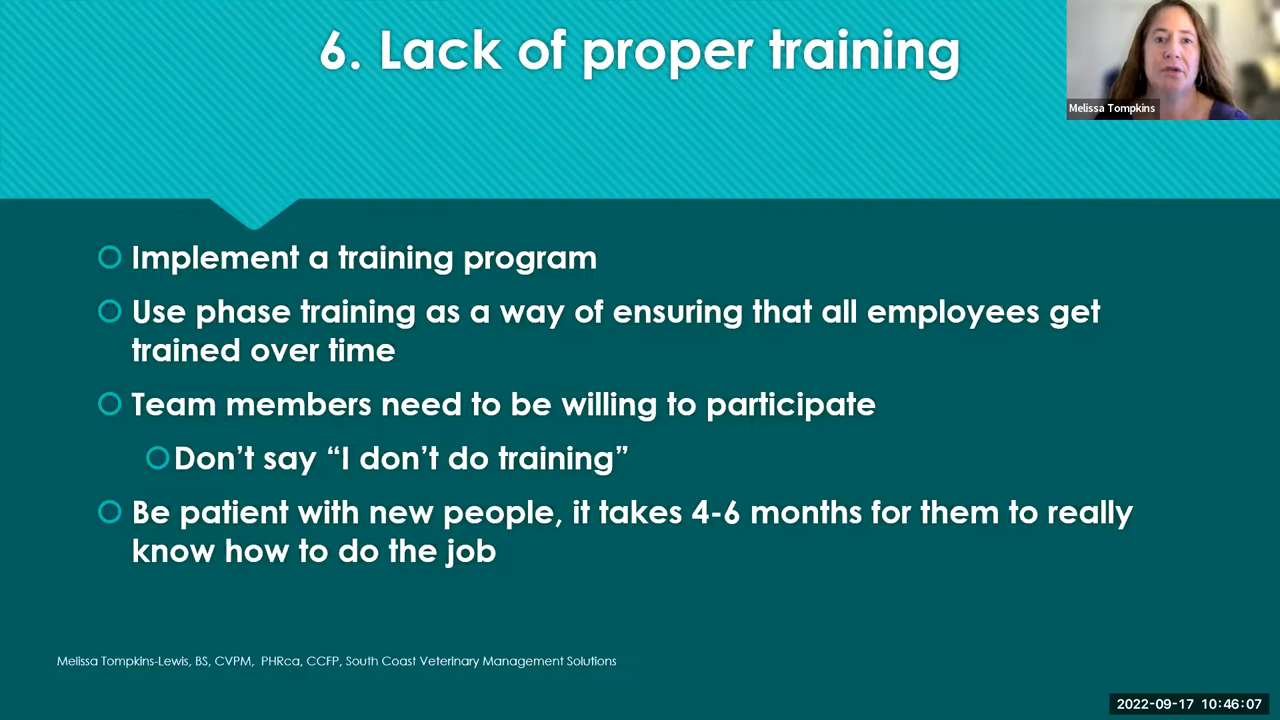 6. Lack of proper training
Melissa Tompkins
Implement a training program
Use phase training as a way of ensuring that all employees get
trained over time
Team members need to be willing to participate
Don’t say “I don’t do training”
Be patient with new people, it takes 4-6 months for them to really
know how to do the job
Melissa Tompkins-Lewis, BS, CVPM,  PHRca, CCFP, South Coast Veterinary Management Solutions
2022-09-17 10:46:07